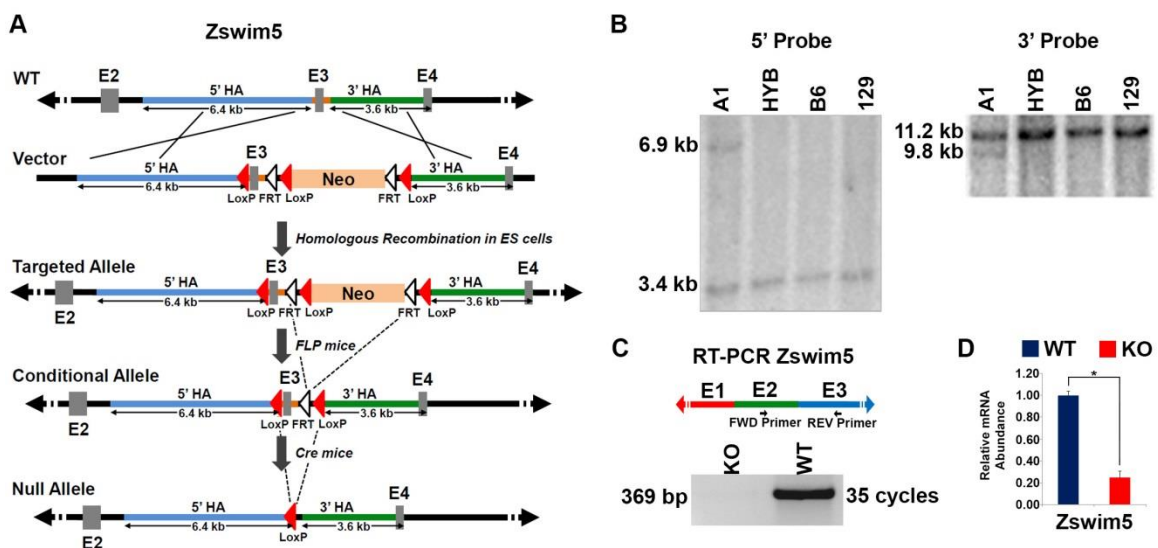 A
Zswim5
WT
E2
5' HA
E3
3' HA
E4
6.4 kb
3.6 kb
Vector
5' HA
E3
3' HA
E4
6.4 kb
LoxP
FRT
LoxP
Neo
FRT
LoxP
3.6 kb
Homologous Recombination in ES cells
Targeted Allele
5' HA
E3
3' HA
E4
Neo
E2
6.4 kb
LoxP
FRT
LoxP
FRT
LoxP
3.6 kb
FLP mice
Conditional Allele
5' HA
E3
3' HA
E4
E2
6.4 kb
LoxP
FRT
LoxP
3.6 kb
Cre mice
Null Allele
5' HA
3' HA
E4
E2
6.4 kb
LoxP
3.6 kb
B
5' Probe
A1 HYB B6 129
6.9 kb
3.4 kb
3' Probe
A1 HYB B6 129
11.2 kb
9.8 kb
C
RT-PCR Zswim5
E1 E2 E3
FWD Primer REV Primer
KO WT
369 bp
35 cycles
D
WT KO
Relative mRNA
Abundance
1.20
1.00
0.80
0.60
0.40
0.20
0.00
*
Zswim5